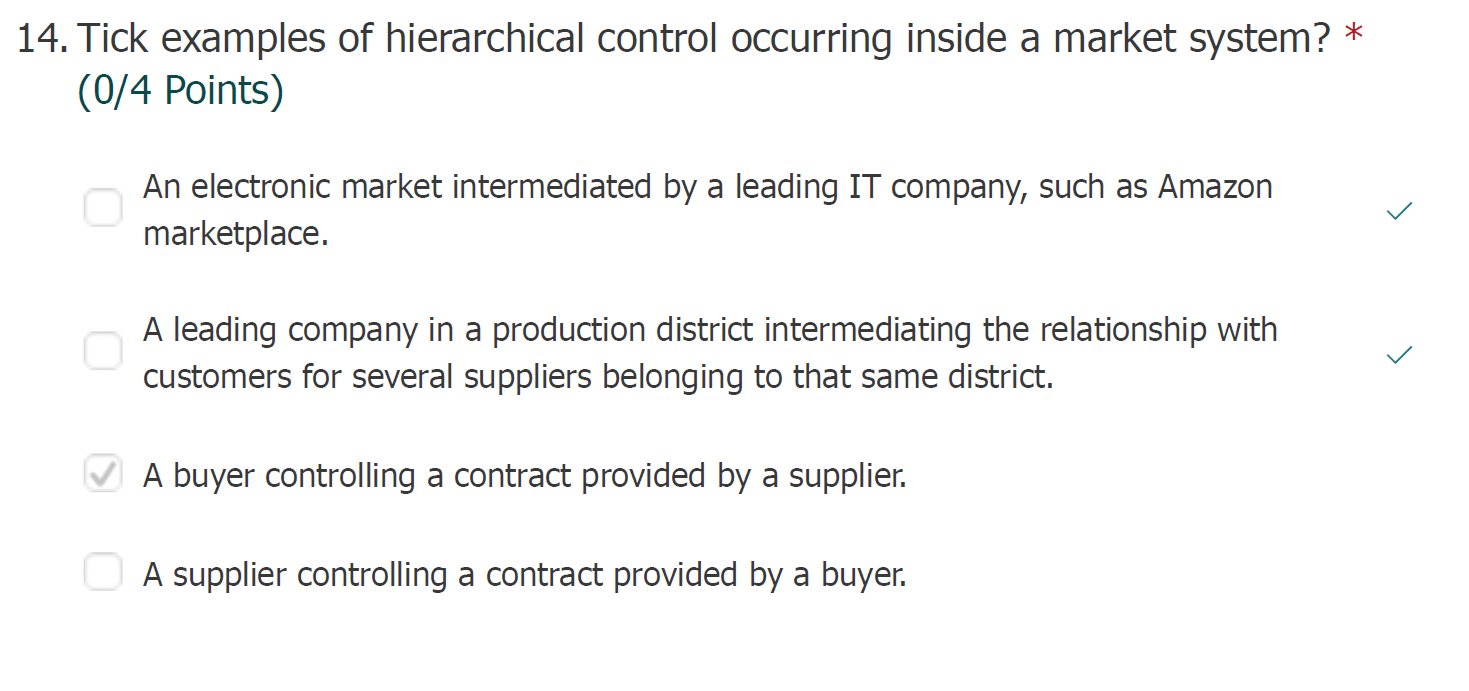 14. Tick examples of hierarchical control occurring inside a market system? *
(0/4 Points)
An electronic market intermediated by a leading IT company, such as Amazon
marketplace.
A leading company in a production district intermediating the relationship with
customers for several suppliers belonging to that same district.
A buyer controlling a contract provided by a supplier.
A supplier controlling a contract provided by a buyer.